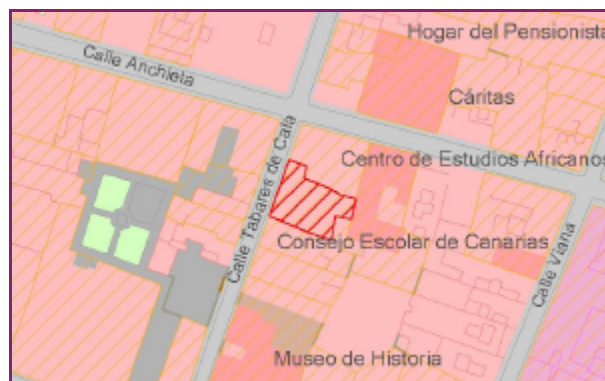 Hogar del Pensionista
Calle Anchieta
Cáritas
Calle Tabares de Cala
Centro de Estudios Africanos
Consejo Escolar de Canarias
Calle Viana
Museo de Historia